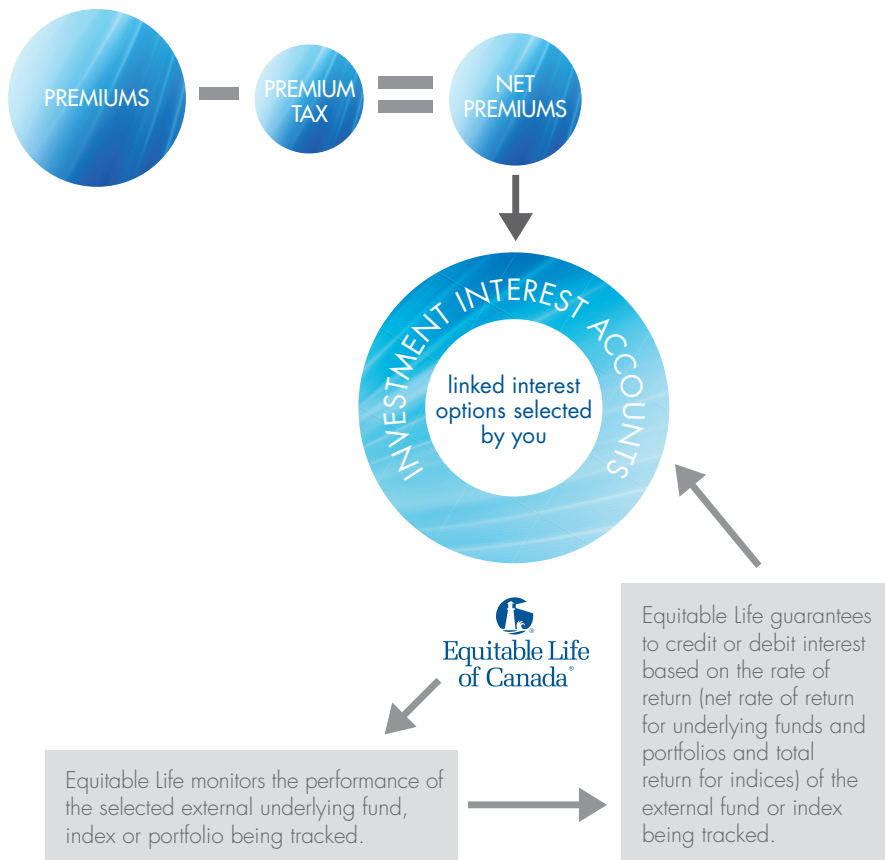 PREMIUMS
PREMIUM
TAX
NET
PREMIUMS
INVESTMENT INTEREST ACCOUNTS
linked interest
options selected
by you
Equitable Life
of Canada®
Equitable Life monitors the performance of
the selected external underlying fund,
index or portfolio being tracked.
Equitable Life guarantees
to credit or debit interest
based on the rate of
return (net rate of return
for underlying funds and
portfolios and total
return for indices) of the
external fund or index
being tracked.